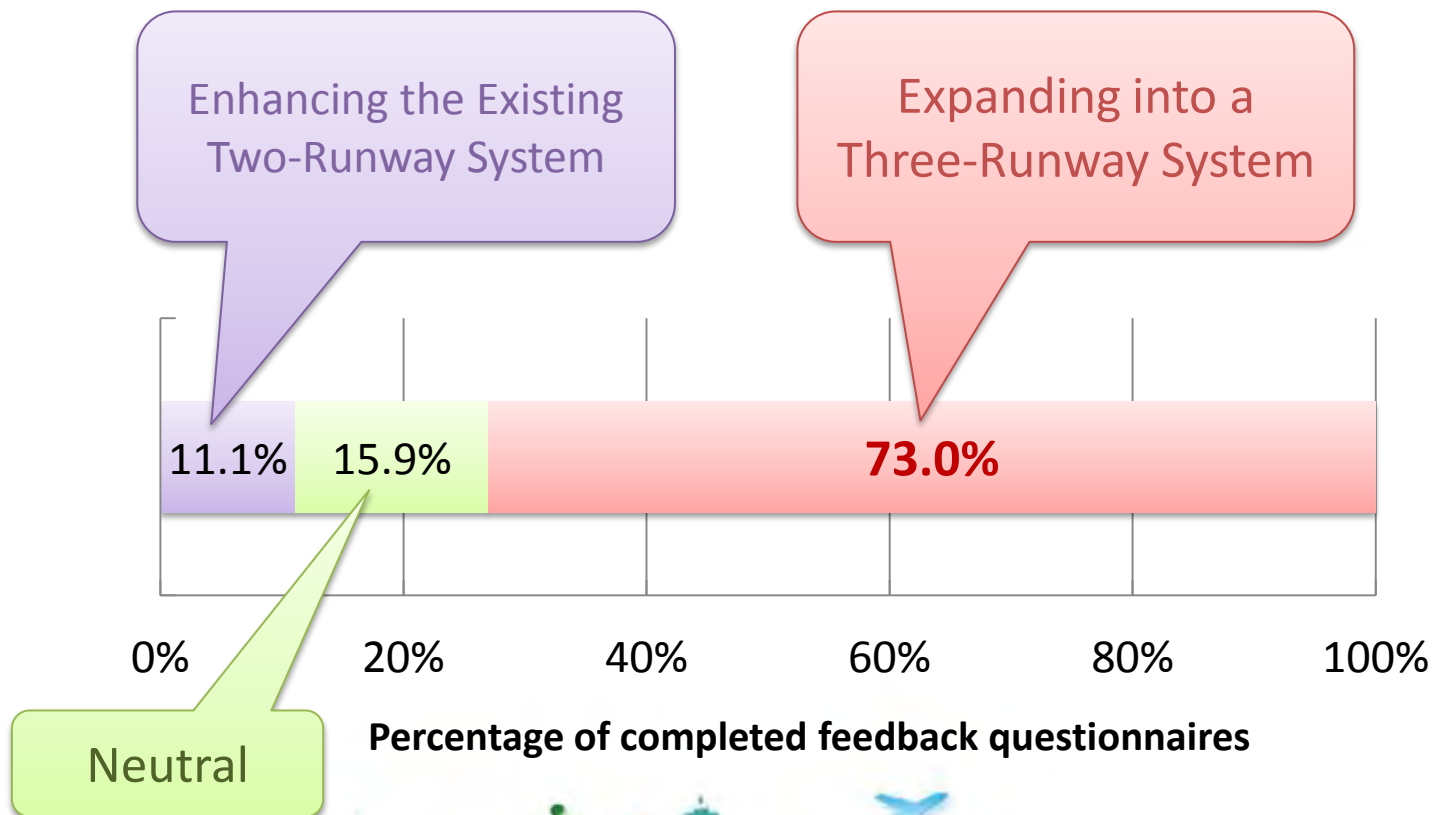 Enhancing the Existing
Two-Runway System
Expanding into a
Three-Runway System
11.1%
15.9%
73.0%
0%
20%
40%
60%
80%
100%
Percentage of completed feedback questionnaires
Neutral